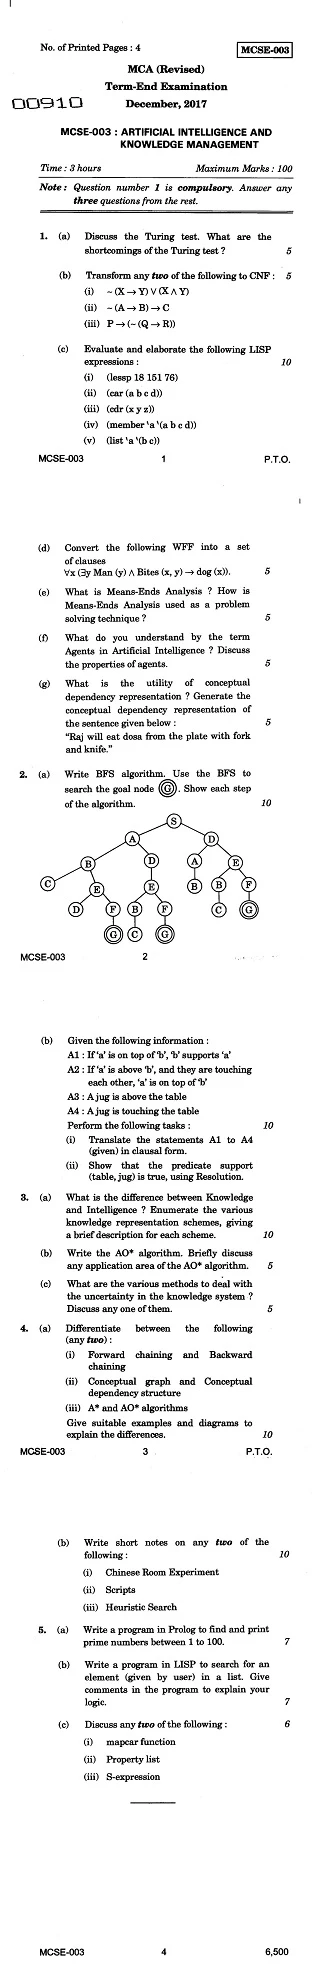 No. of Printed Pages : 4
MCSE-003
MCA (Revised)
Term-End Examination
00910
December, 2017
MCSE-003 : ARTIFICIAL INTELLIGENCE AND
KNOWLEDGE MANAGEMENT
Time : 3 hours
Maximum Marks : 100
Note : Question number 1 is compulsory. Answer any
three questions from the rest.
1. (a) Discuss the Turing test. What are the
shortcomings of the Turing test ? 5
(b) Transform any two of the following to CNF : 5
(i) ~ (X → Y) V (X ∧ Y)
(ii) ~ (A → B) → C
(iii) P → (~ (Q → R))
(c) Evaluate and elaborate the following LISP
expressions : 10
(i) (lessp 18 151 76)
(ii) (car (a b c d))
(iii) (cdr (x y z))
(iv) (member 'a '(a b c d))
(v) (list 'a '(b c))
MCSE-003 1 P.T.O.
(d) Convert the following WFF into a set
of clauses
∀x (∃y Man (y) ∧ Bites (x, y) → dog (x)). 5
(e) What is Means-Ends Analysis ? How is
Means-Ends Analysis used as a problem
solving technique ? 5
(f) What do you understand by the term
Agents in Artificial Intelligence ? Discuss
the properties of agents. 5
(g) What is the utility of conceptual
dependency representation ? Generate the
conceptual dependency representation of
the sentence given below : 5
"Raj will eat dosa from the plate with fork
and knife."
2. (a) Write BFS algorithm. Use the BFS to
search the goal node G. Show each step
of the algorithm. 10
S
A D
B D A E
C E E B B F
D F B F C G
G C G
MCSE-003 2
(b) Given the following information :
A1 : If 'a' is on top of 'b', 'b' supports 'a'
A2 : If 'a' is above 'b', and they are touching
each other, 'a' is on top of 'b'
A3 : A jug is above the table
A4 : A jug is touching the table
Perform the following tasks : 10
(i) Translate the statements A1 to A4
(given) in clausal form.
(ii) Show that the predicate support
(table, jug) is true, using Resolution.
3. (a) What is the difference between Knowledge
and Intelligence ? Enumerate the various
knowledge representation schemes, giving
a brief description for each scheme. 10
(b) Write the AO* algorithm. Briefly discuss
any application area of the AO* algorithm. 5
(c) What are the various methods to deal with
the uncertainty in the knowledge system ?
Discuss any one of them. 5
4. (a) Differentiate between the following
(any two) :
(i) Forward chaining and Backward
chaining
(ii) Conceptual graph and Conceptual
dependency structure
(iii) A* and AO* algorithms
Give suitable examples and diagrams to
explain the differences. 10
MCSE-003 3 P.T.O.
(b) Write short notes on any two of the
following : 10
(i) Chinese Room Experiment
(ii) Scripts
(iii) Heuristic Search
5. (a) Write a program in Prolog to find and print
prime numbers between 1 to 100. 7
(b) Write a program in LISP to search for an
element (given by user) in a list. Give
comments in the program to explain your
logic. 7
(c) Discuss any two of the following : 6
(i) mapcar function
(ii) Property list
(iii) S-expression
MCSE-003 4 6,500